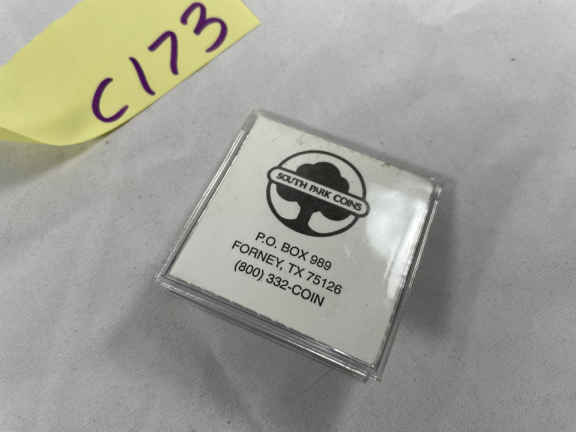 C173
SOUTH PARK COINS
P.O. BOX 989
FORNEY, TX 75126
(800) 332-COIN